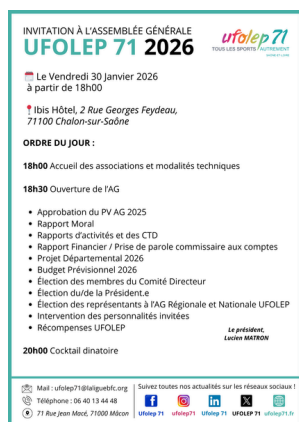 INVITATION À L'ASSEMBLÉE GÉNÉRALE
UFOLEP 71 2026
ufolep 71
TOUS LES SPORTS AUTREMENT
SAÔNE ET LOIRE
Le Vendredi 30 Janvier 2026
à partir de 18h00
Ibis Hôtel, 2 Rue Georges Feydeau,
71100 Chalon-sur-Saône
ORDRE DU JOUR :
18h00 Accueil des associations et modalités techniques
18h30 Ouverture de l'AG
• Approbation du PV AG 2025
• Rapport Moral
• Rapports d'activités et des CTD
• Rapport Financier / Prise de parole commissaire aux comptes
• Projet Départemental 2026
• Budget Prévisionnel 2026
• Élection des membres du Comité Directeur
• Élection du/de la Président.e
• Élection des représentants à l'AG Régionale et Nationale UFOLEP
• Intervention des personnalités invitées
• Récompenses UFOLEP
Le président,
Lucien MATRON
20h00 Cocktail dinatoire
Mail : ufolep71@laliguebfc.org
Téléphone : 06 40 13 44 48
71 Rue Jean Macé, 71000 Mâcon
Suivez toutes nos actualités sur les réseaux sociaux !
Ufolep 71 ufolep71 Ufolep 71 UFOLEP 71 ufolep71.fr